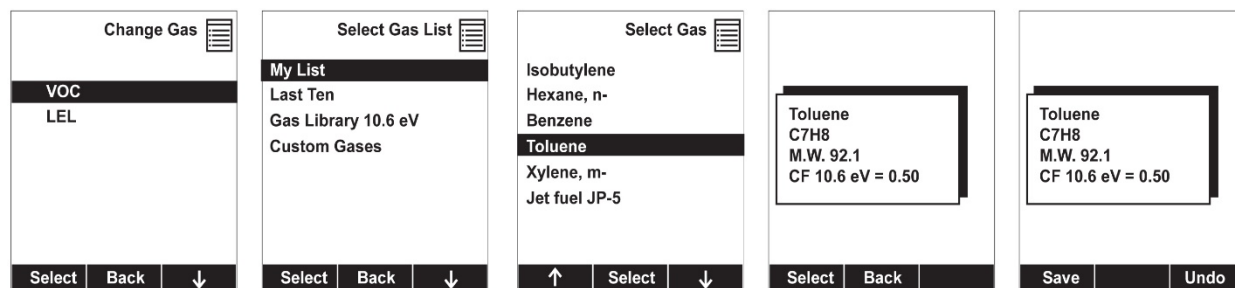 Change Gas
VOC
LEL
Select Back ↓
Select Gas List
My List
Last Ten
Gas Library 10.6 eV
Custom Gases
Select Back ↓
Select Gas
Isobutylene
Hexane, n-
Benzene
Toluene
Xylene, m-
Jet fuel JP-5
↑ Select ↓
Toluene
C7H8
M.W. 92.1
CF 10.6 eV = 0.50
Select Back
Toluene
C7H8
M.W. 92.1
CF 10.6 eV = 0.50
Save Undo